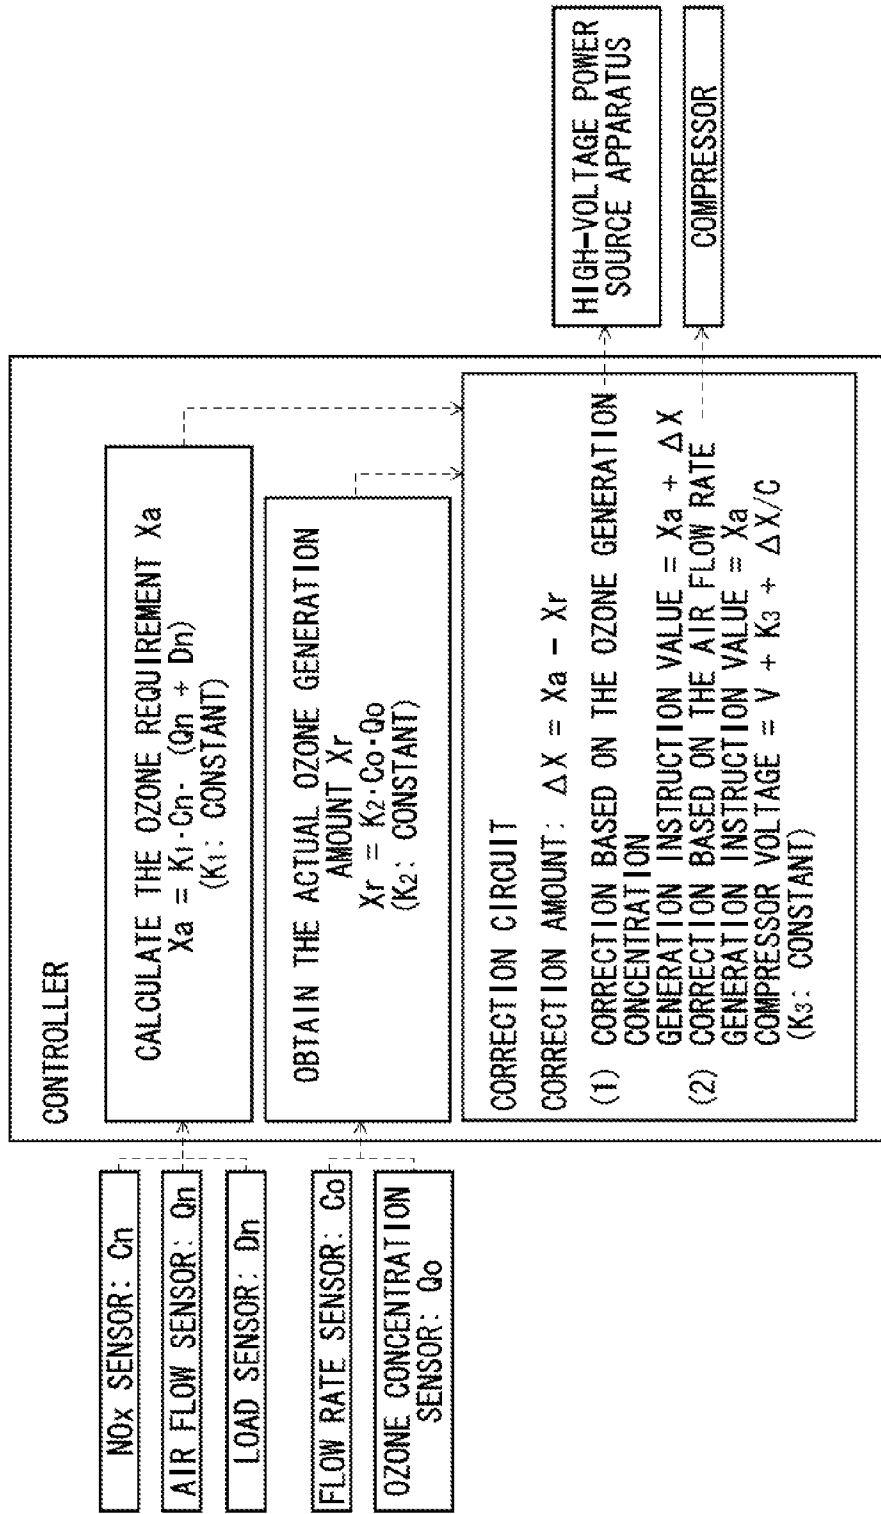 NOx SENSOR: Cn
AIR FLOW SENSOR: Qn
LOAD SENSOR: Dn
FLOW RATE SENSOR: Co
OZONE CONCENTRATION
SENSOR: Qo
CONTROLLER
CALCULATE THE OZONE REQUIREMENT Xa
Xa = K1·Cn· (Qn + Dn)
(K1: CONSTANT)
OBTAIN THE ACTUAL OZONE GENERATION
AMOUNT Xr
Xr = K2·Co·Qo
(K2: CONSTANT)
CORRECTION CIRCUIT
CORRECTION AMOUNT: ΔX = Xa - Xr
(1) CORRECTION BASED ON THE OZONE GENERATION
CONCENTRATION
GENERATION INSTRUCTION VALUE = Xa + ΔX
(2) CORRECTION BASED ON THE AIR FLOW RATE
GENERATION INSTRUCTION VALUE = Xa
COMPRESSOR VOLTAGE = V + K3 + ΔX/C
(K3: CONSTANT)
HIGH-VOLTAGE POWER
SOURCE APPARATUS
COMPRESSOR